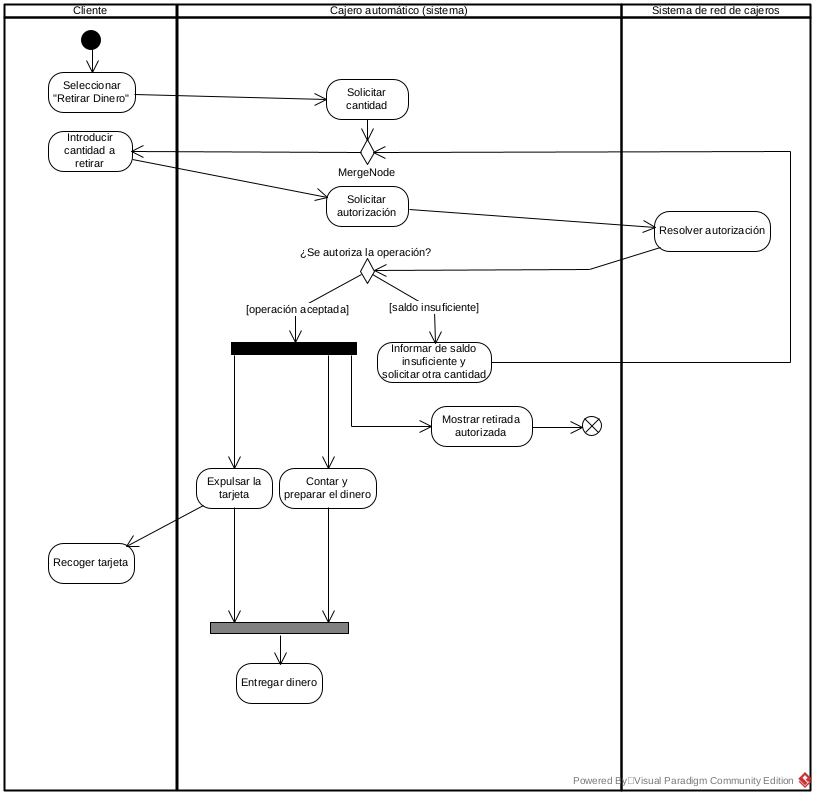 Cliente
Cajero automático (sistema)
Sistema de red de cajeros
Seleccionar
"Retirar Dinero"
Solicitar
cantidad
Introducir
cantidad a
retirar
MergeNode
Solicitar
autorización
Resolver autorización
¿Se autoriza la operación?
[operación aceptada]
[saldo insuficiente]
Informar de saldo
insuficiente y
solicitar otra cantidad
Mostrar retirada
autorizada
Expulsar la
tarjeta
Contar y
preparar el dinero
Recoger tarjeta
Entregar dinero
Powered By Visual Paradigm Community Edition